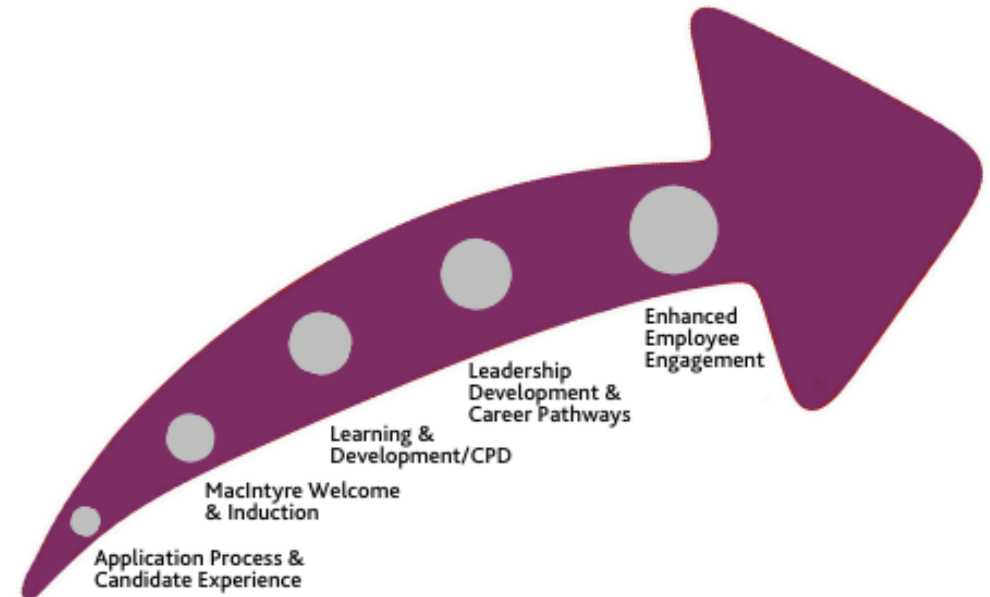 Enhanced
Employee
Engagement
Leadership
Development &
Career Pathways
Learning &
Development/CPD
MacIntyre Welcome
& Induction
Application Process &
Candidate Experience